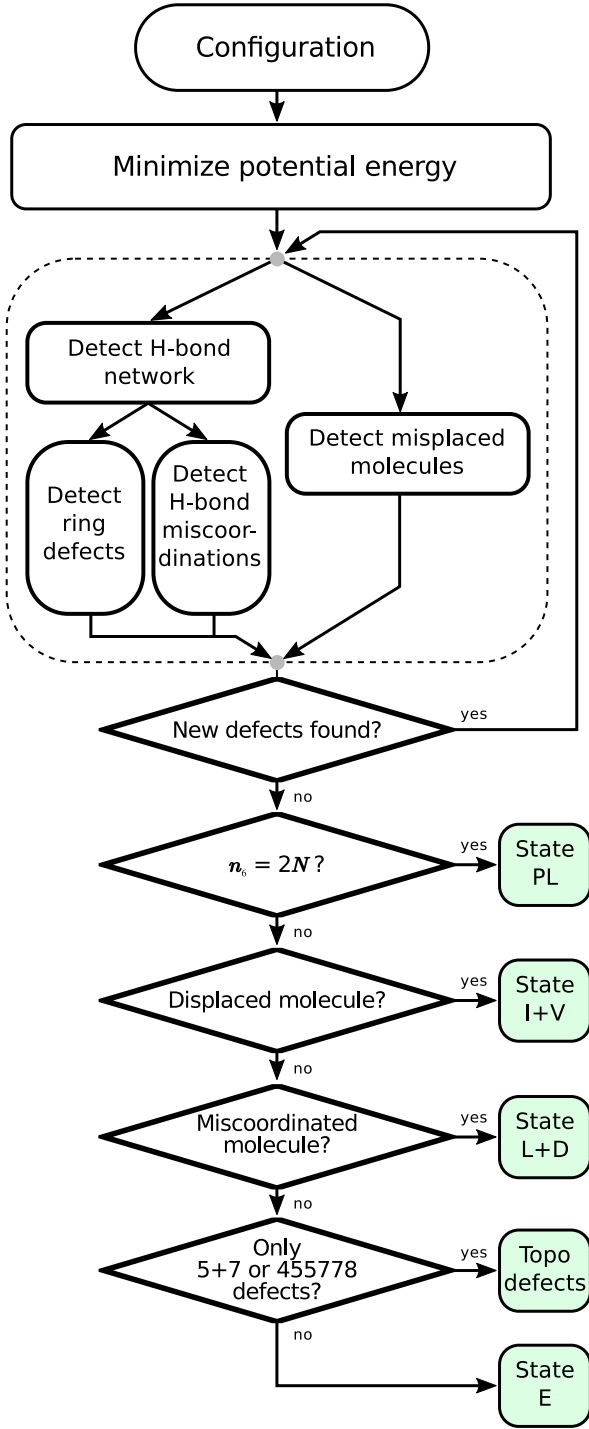 Configuration
Minimize potential energy
Detect H-bond
network
Detect misplaced
molecules
Detect
ring
defects
Detect
H-bond
miscoor-
dinations
New defects found?
yes
no
n₆ = 2N ?
yes
State
PL
no
Displaced molecule?
yes
State
I+V
no
Miscoordinated
molecule?
yes
State
L+D
no
Only
5+7 or 455778
defects?
yes
Topo
defects
no
State
E